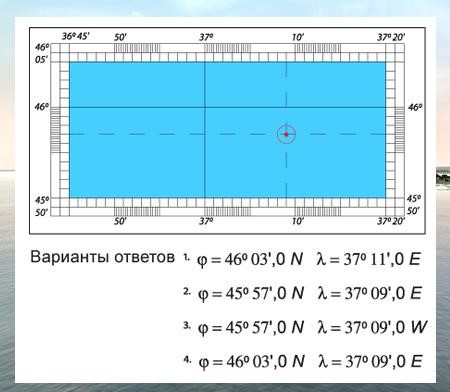 36º 45' 50' 37º 10' 37º 20'
46º
05'
46º 46º
45º 45º
50' 50'
50' 37º 10' 37º 20'
Варианты ответов 1. φ = 46º 03',0 N λ = 37º 11',0 E
2. φ = 45º 57',0 N λ = 37º 09',0 E
3. φ = 45º 57',0 N λ = 37º 09',0 W
4. φ = 46º 03',0 N λ = 37º 09',0 E